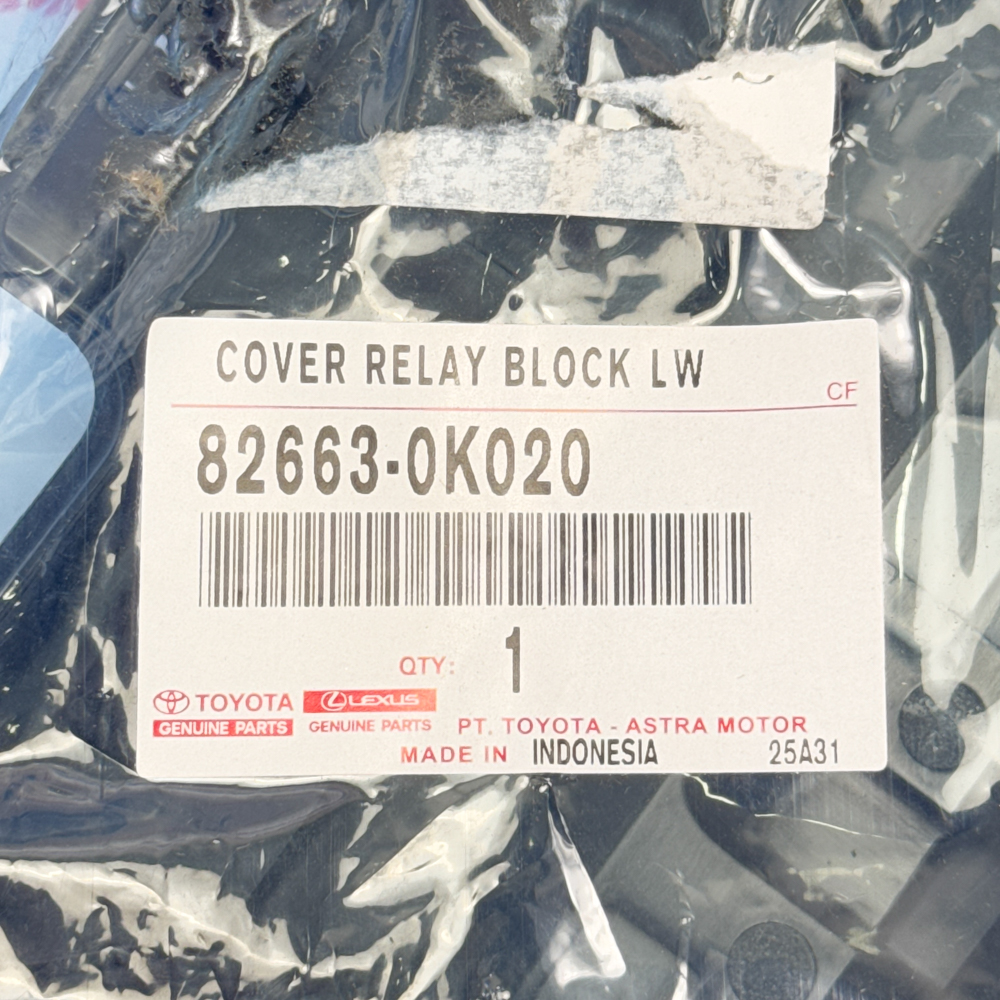 COVER RELAY BLOCK LW
CF
82663-0K020
QTY: 1
TOYOTA LEXUS
GENUINE PARTS GENUINE PARTS PT. TOYOTA - ASTRA MOTOR
MADE IN INDONESIA 25A31